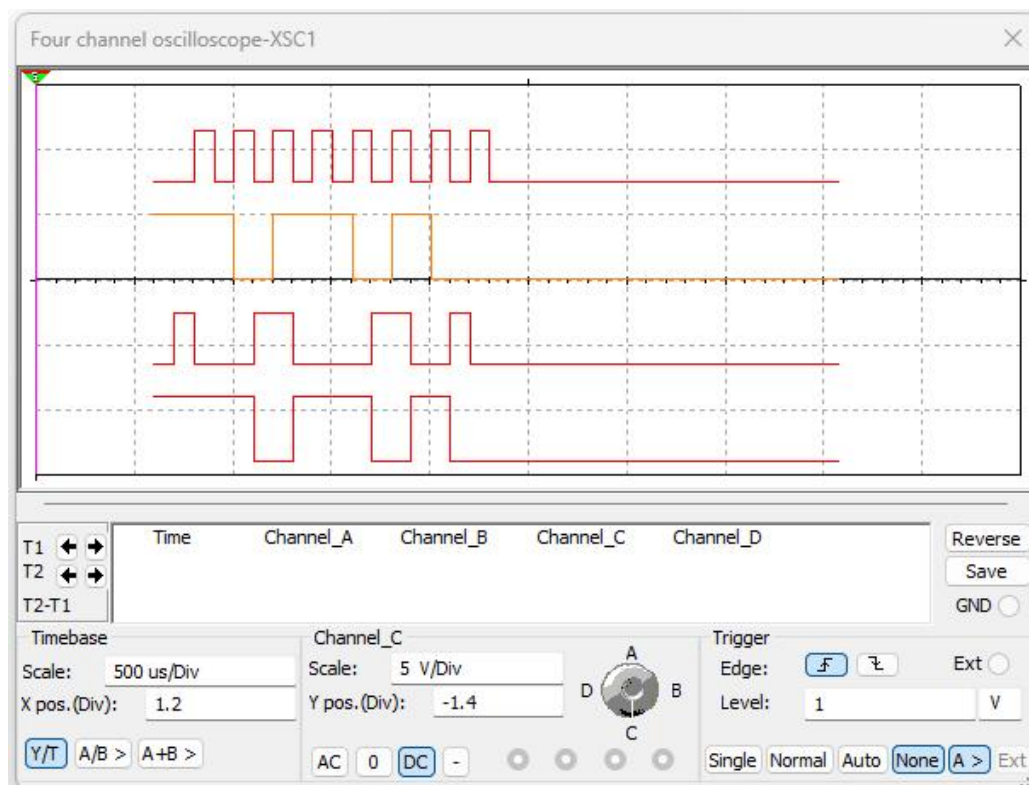 Four channel oscilloscope-XSC1
Time Channel_A Channel_B Channel_C Channel_D
T1
T2
T2-T1
Reverse
Save
GND
Timebase
Scale: 500 us/Div
X pos.(Div): 1.2
Y/T A/B > A+B >
Channel_C
Scale: 5 V/Div
Y pos.(Div): -1.4
AC 0 DC -
A
D B
C
Trigger
Edge: Ext
Level: 1 V
Single Normal Auto None A > Ext